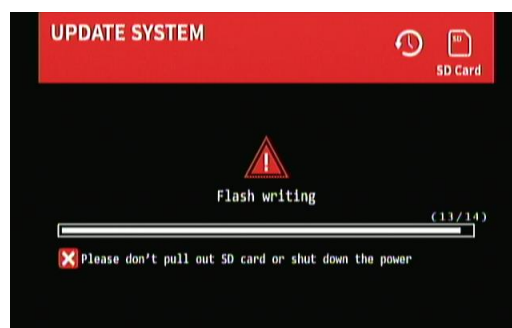 UPDATE SYSTEM
SD
SD Card
Flash writing
(13/14)
Please don't pull out SD card or shut down the power